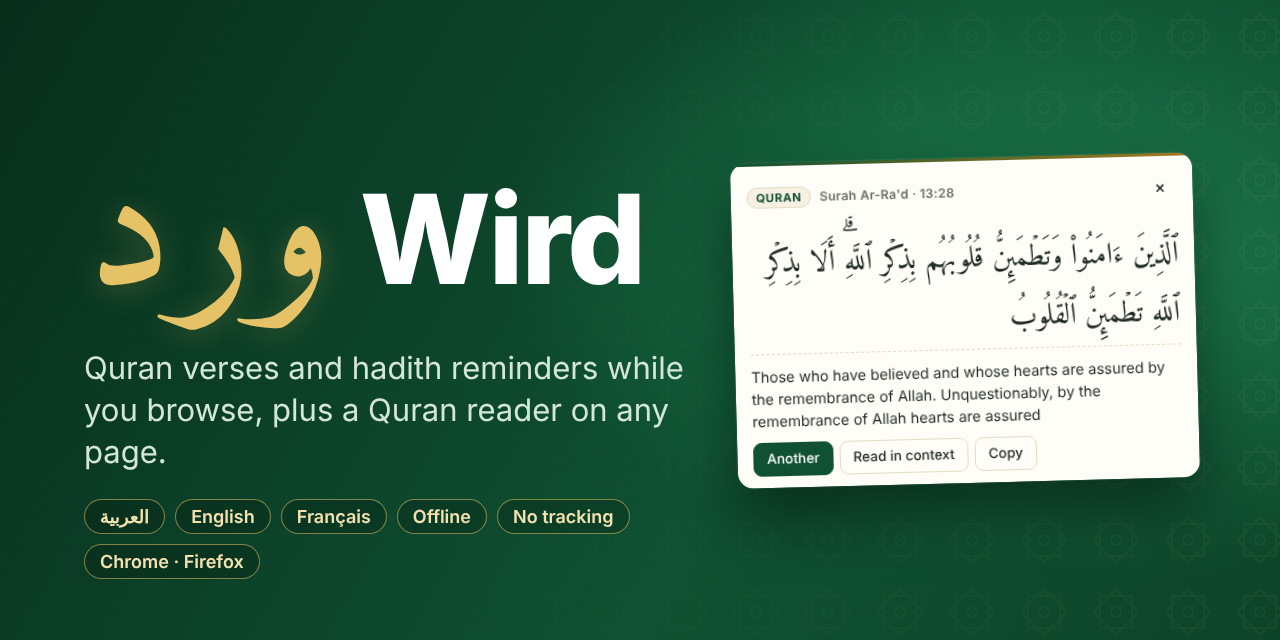 ورد Wird
Quran verses and hadith reminders while
you browse, plus a Quran reader on any
page.
العربية English Français Offline No tracking
Chrome · Firefox
QURAN Surah Ar-Ra'd · 13:28 ×
ٱلَّذِينَ ءَامَنُوا۟ وَتَطْمَئِنُّ قُلُوبُهُم بِذِكْرِ ٱللَّهِ ۗ أَلَا بِذِكْرِ
ٱللَّهِ تَطْمَئِنُّ ٱلْقُلُوبُ
Those who have believed and whose hearts are assured by
the remembrance of Allah. Unquestionably, by the
remembrance of Allah hearts are assured
Another Read in context Copy